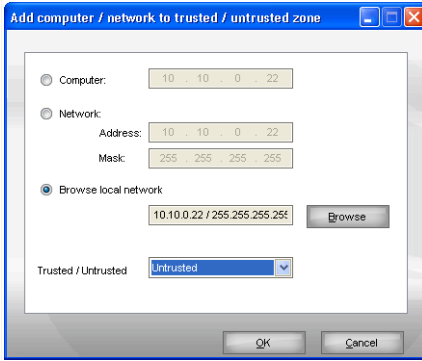 Add computer / network to trusted / untrusted zone
Computer: 10 . 10 . 0 . 22
Network:
Address: 10 . 10 . 0 . 22
Mask: 255 . 255 . 255 . 255
Browse local network
10.10.0.22 / 255.255.255.255 Browse
Trusted / Untrusted Untrusted
OK Cancel